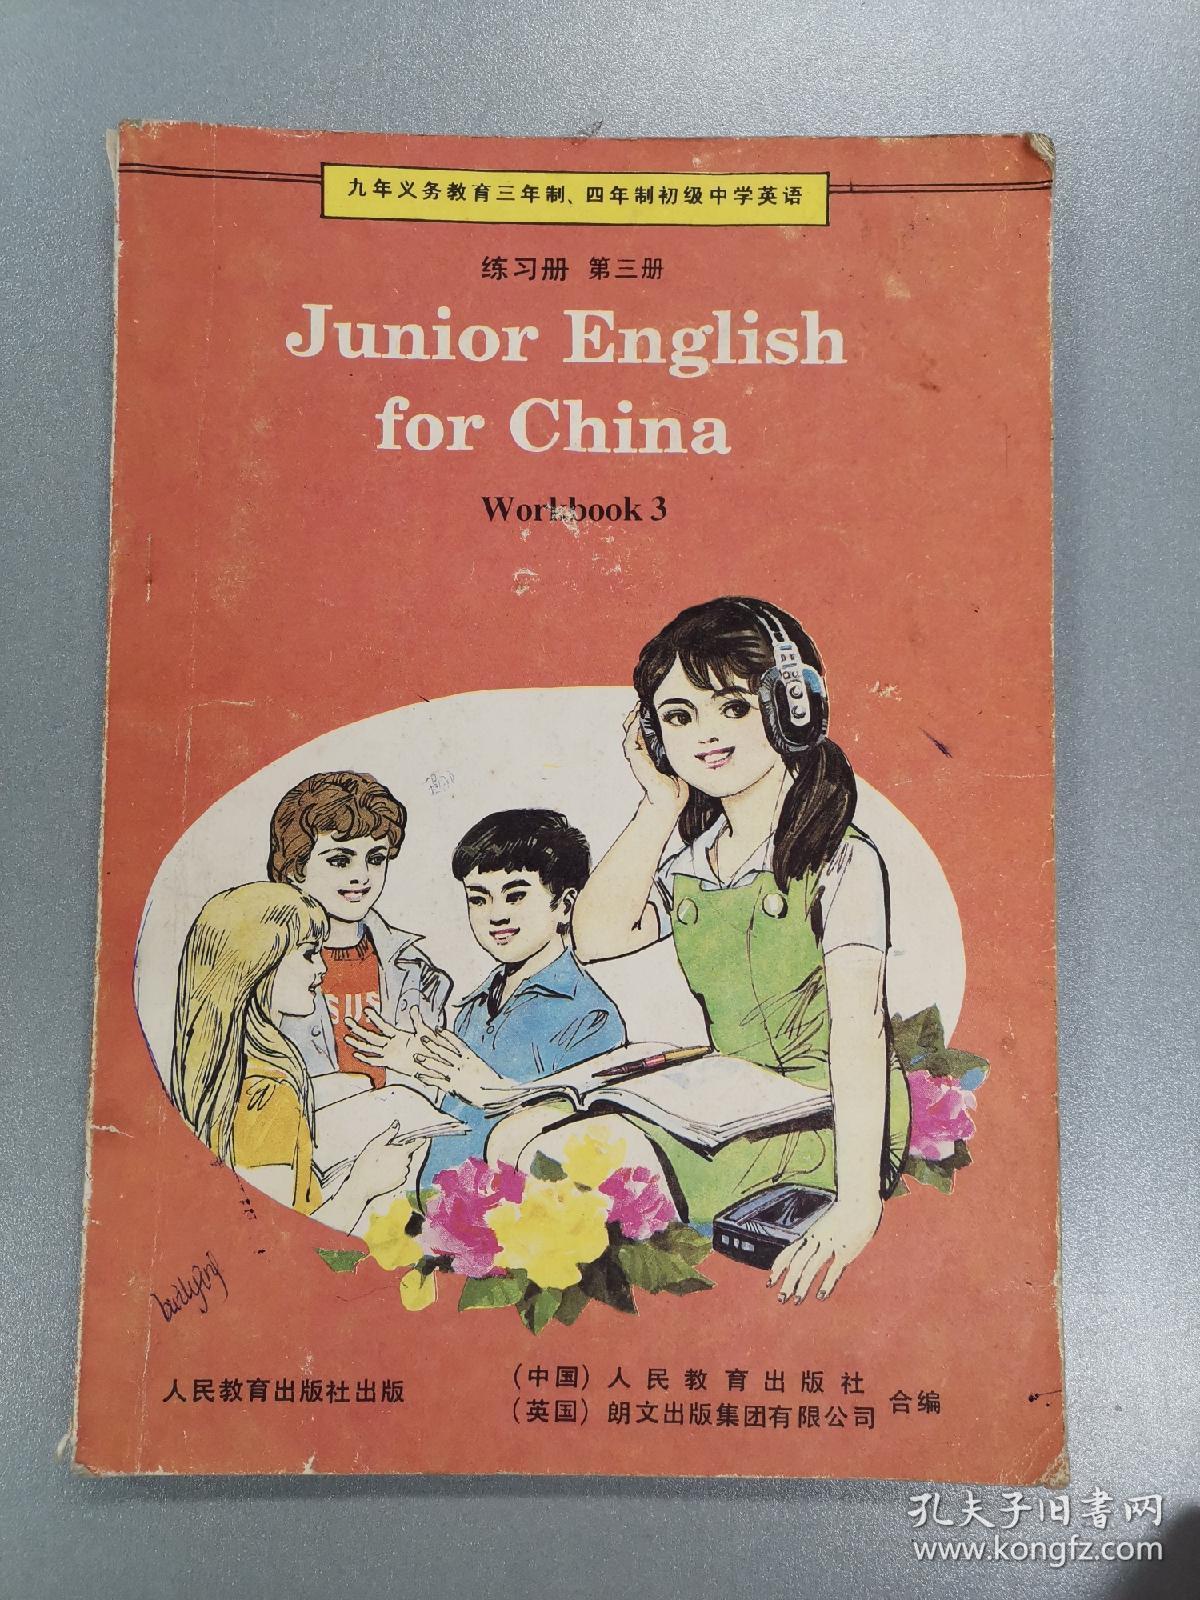 九年义务教育三年制、四年制初级中学英语
练习册 第三册
Junior English
for China
Workbook 3
SUS
人民教育出版社出版
(中国) 人民教育出版社
(英国) 朗文出版集团有限公司
合编
孔夫子旧书网
www.kongfz.com